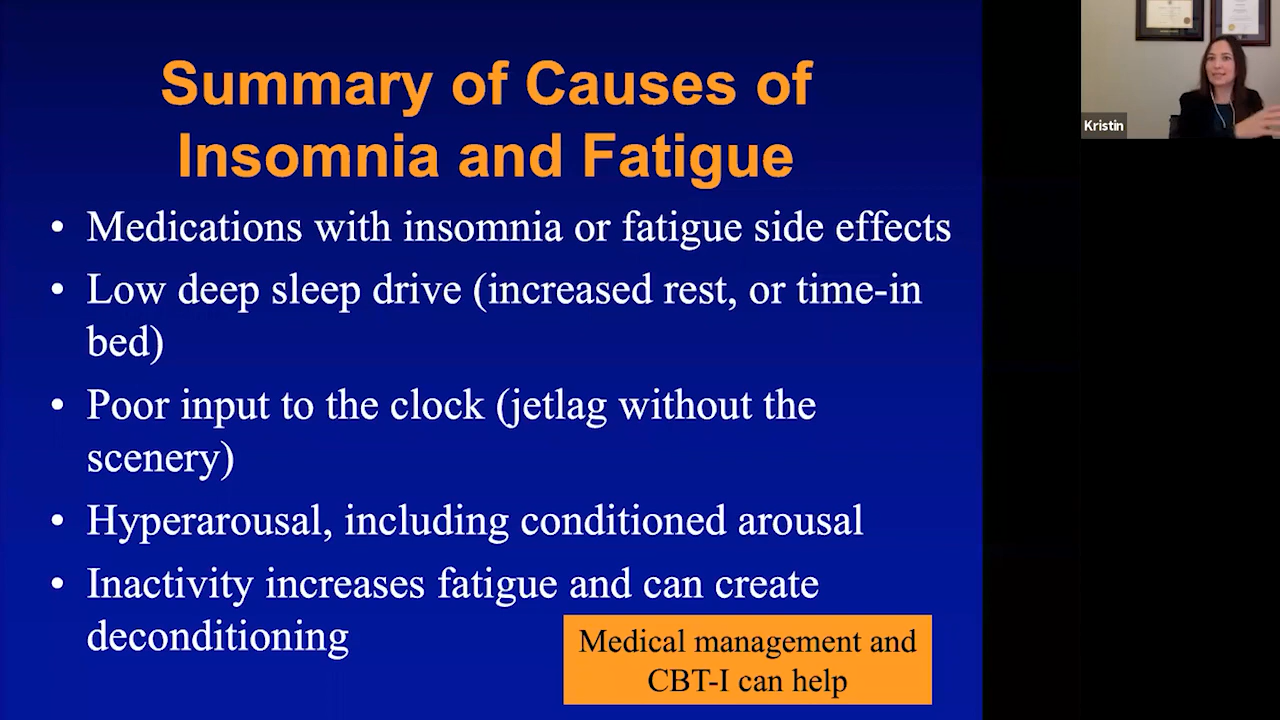 Summary of Causes of
Insomnia and Fatigue
• Medications with insomnia or fatigue side effects
• Low deep sleep drive (increased rest, or time-in
bed)
• Poor input to the clock (jetlag without the
scenery)
• Hyperarousal, including conditioned arousal
• Inactivity increases fatigue and can create
deconditioning
Medical management and
CBT-I can help
Kristin